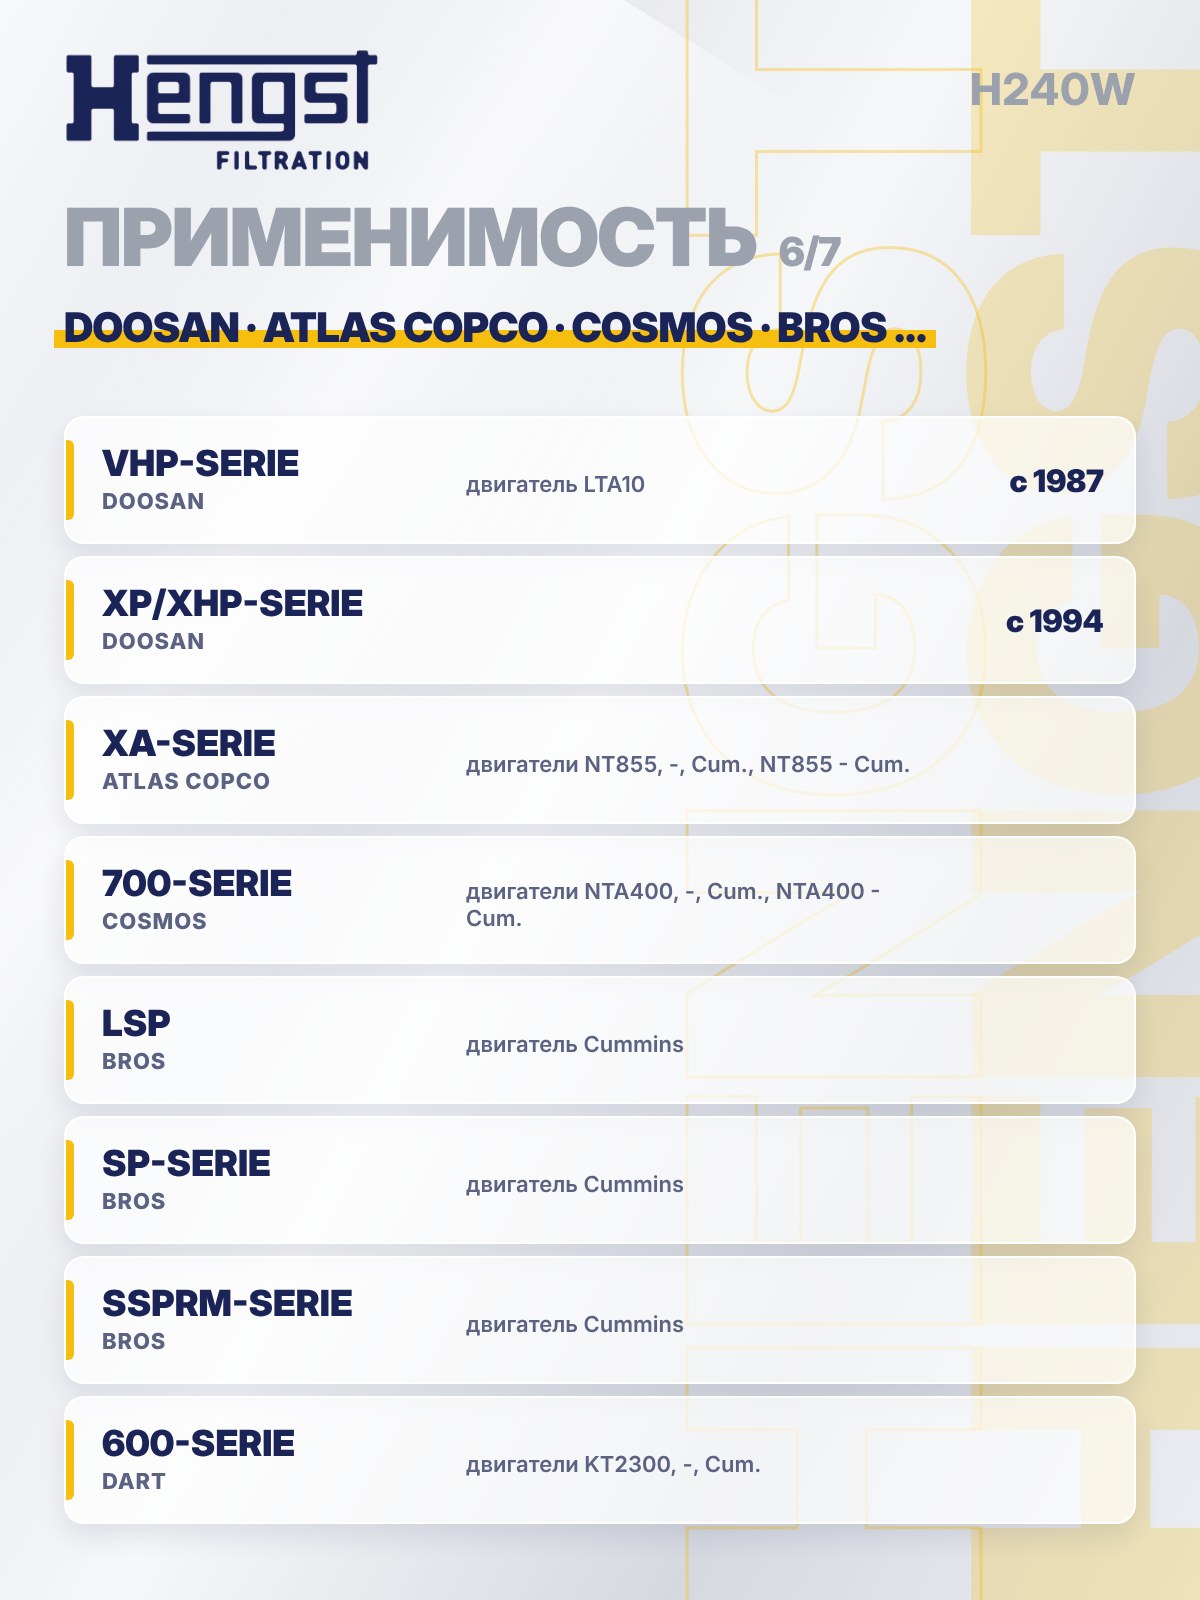 Hengst
FILTRATION
H240W
ПРИМЕНИМОСТЬ 6/7
DOOSAN · ATLAS COPCO · COSMOS · BROS ...
VHP-SERIE
DOOSAN
двигатель LTA10
с 1987
XP/XHP-SERIE
DOOSAN
с 1994
XA-SERIE
ATLAS COPCO
двигатели NT855, -, Cum., NT855 - Cum.
700-SERIE
COSMOS
двигатели NTA400, -, Cum., NTA400 -
Cum.
LSP
BROS
двигатель Cummins
SP-SERIE
BROS
двигатель Cummins
SSPRM-SERIE
BROS
двигатель Cummins
600-SERIE
DART
двигатели KT2300, -, Cum.
HENGST
HENGST